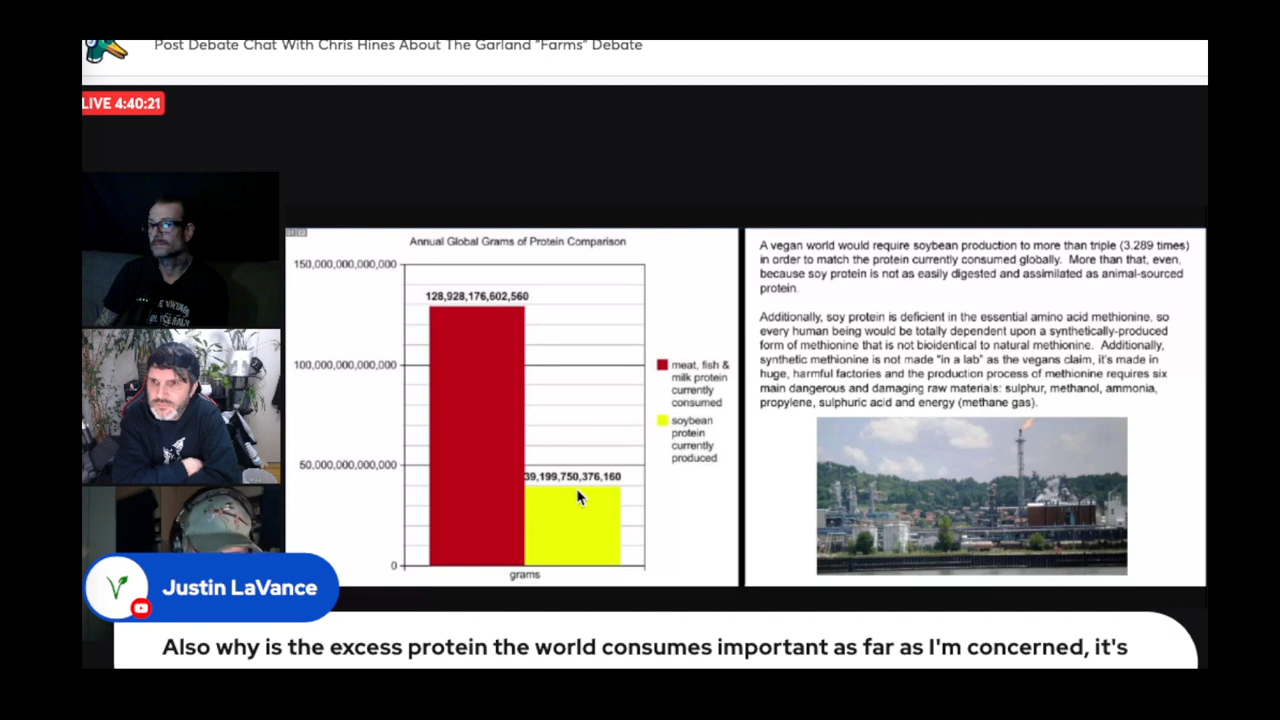 Post Debate Chat With Chris Hines About The Garland "Farms" Debate
LIVE 4:40:21
Annual Global Grams of Protein Comparison
150,000,000,000,000
128,928,176,602,560
100,000,000,000,000
50,000,000,000,000
39,199,750,376,160
0
grams
meat, fish &
milk protein
currently
consumed
soybean
protein
currently
produced
A vegan world would require soybean production to more than triple (3.289 times)
in order to match the protein currently consumed globally. More than that, even,
because soy protein is not as easily digested and assimilated as animal-sourced
protein.
Additionally, soy protein is deficient in the essential amino acid methionine, so
every human being would be totally dependent upon a synthetically-produced
form of methionine that is not bioidentical to natural methionine. Additionally,
synthetic methionine is not made "in a lab" as the vegans claim, it's made in
huge, harmful factories and the production process of methionine requires six
main dangerous and damaging raw materials: sulphur, methanol, ammonia,
propylene, sulphuric acid and energy (methane gas).
Justin LaVance
Also why is the excess protein the world consumes important as far as I'm concerned, it's